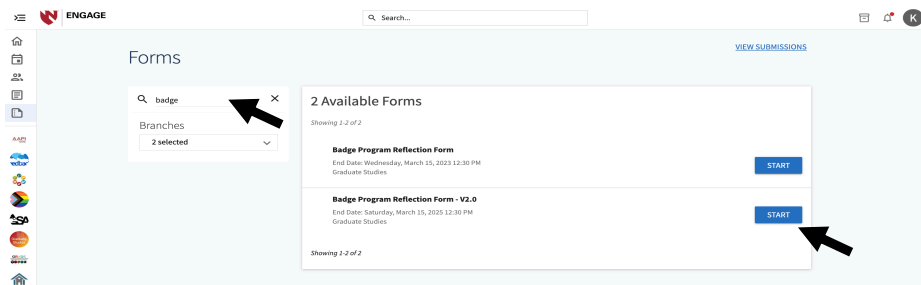 ENGAGE
Search...
K
VIEW SUBMISSIONS
Forms
badge
Branches
2 selected
2 Available Forms
Showing 1-2 of 2
Badge Program Reflection Form
End Date: Wednesday, March 15, 2023 12:30 PM
Graduate Studies
START
Badge Program Reflection Form - V2.0
End Date: Saturday, March 15, 2025 12:30 PM
Graduate Studies
START
Showing 1-2 of 2
AAPI
redbar